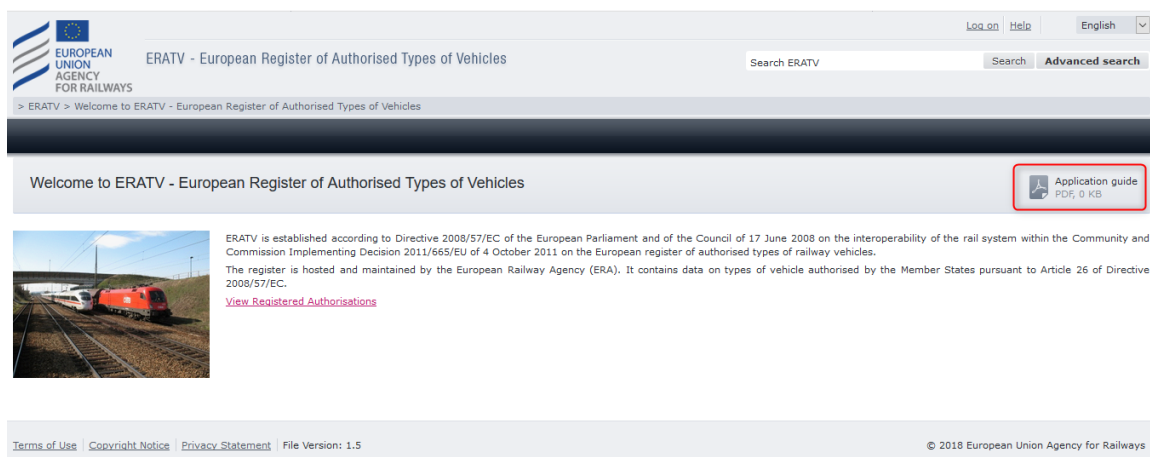 Log on Help English
EUROPEAN
UNION
AGENCY
FOR RAILWAYS
ERATV - European Register of Authorised Types of Vehicles
Search ERATV Search Advanced search
> ERATV > Welcome to ERATV - European Register of Authorised Types of Vehicles
Welcome to ERATV - European Register of Authorised Types of Vehicles
Application guide
PDF, 0 KB
ERATV is established according to Directive 2008/57/EC of the European Parliament and of the Council of 17 June 2008 on the interoperability of the rail system within the Community and
Commission Implementing Decision 2011/665/EU of 4 October 2011 on the European register of authorised types of railway vehicles.
The register is hosted and maintained by the European Railway Agency (ERA). It contains data on types of vehicle authorised by the Member States pursuant to Article 26 of Directive
2008/57/EC.
View Registered Authorisations
Terms of Use Copyright Notice Privacy Statement File Version: 1.5
© 2018 European Union Agency for Railways